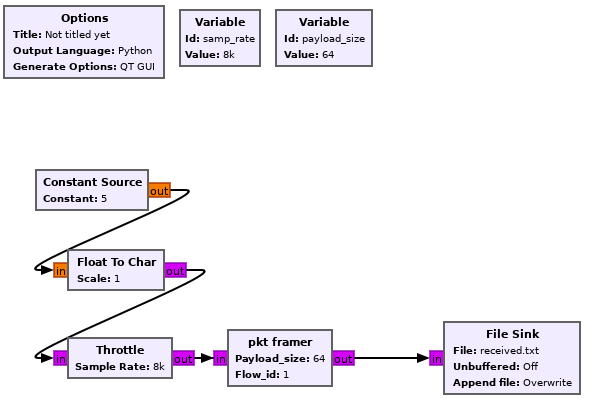 Options
Title: Not titled yet
Output Language: Python
Generate Options: QT GUI
Variable
Id: samp_rate
Value: 8k
Variable
Id: payload_size
Value: 64
Constant Source
Constant: 5
out
in
Float To Char
Scale: 1
out
in
Throttle
Sample Rate: 8k
out
in
pkt framer
Payload_size: 64
Flow_id: 1
out
in
File Sink
File: received.txt
Unbuffered: Off
Append file: Overwrite